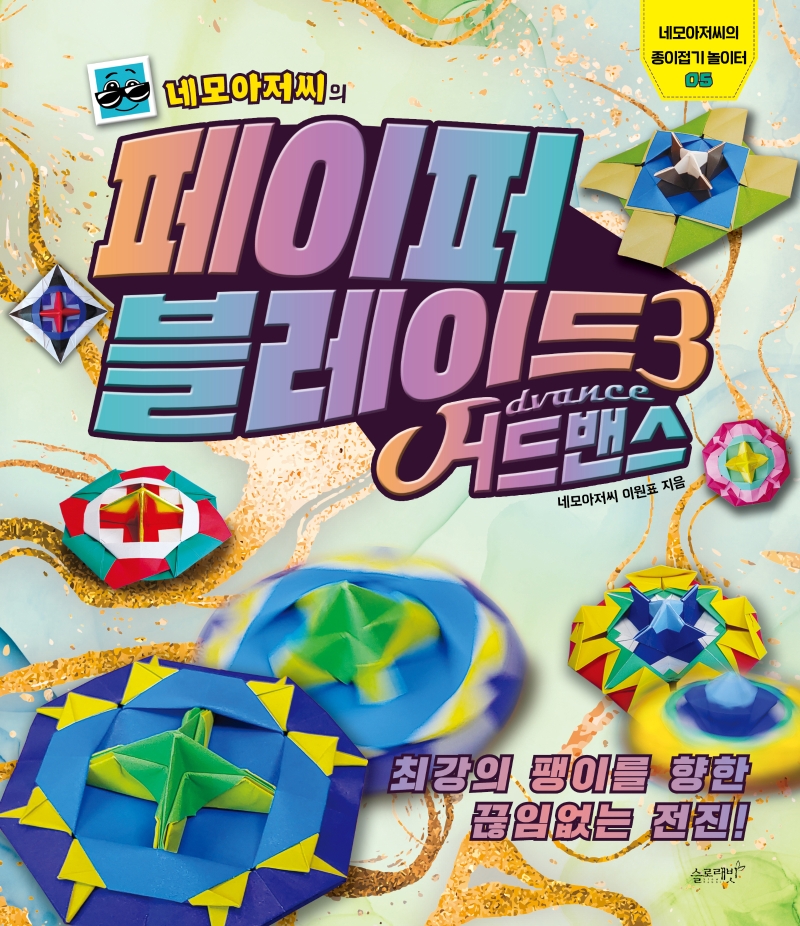 네모아저씨의
종이접기 놀이터
05
네모아저씨의
페이퍼
블레이드3
dvance
어드밴스
네모아저씨 이원표 지음
최강의 팽이를 향한
끊임없는 전진!
슬로래빗